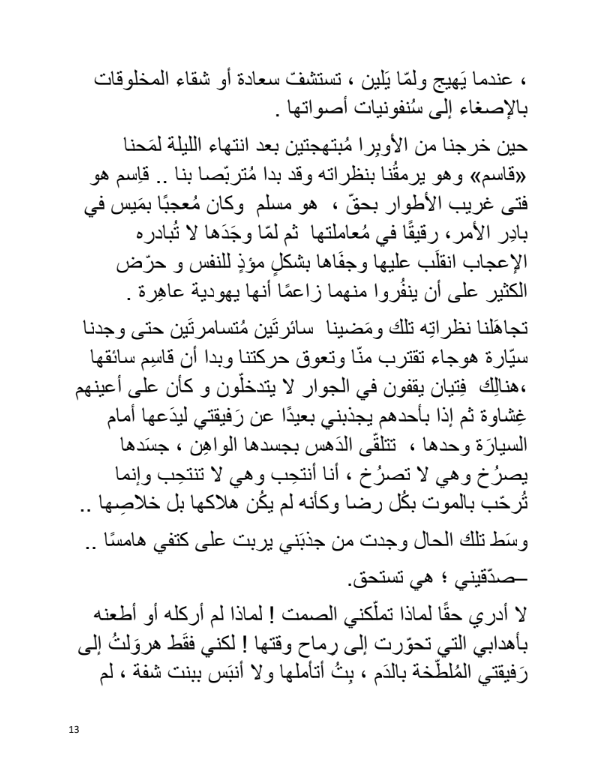 ، عندما يَهيج ولمّا يَلين ، تستشفّ سعادة أو شقاء المخلوقات
بالإصغاء إلى سُنفونيات أصواتها .
حين خرجنا من الأوبِرا مُبتهجتين بعد انتهاء الليلة لمَحنا
«قاسم» وهو يرمقُنا بنظراته وقد بدا مُتربّصا بنا .. قاِسم هو
فتى غريب الأطوار بحقّ ، هو مسلم وكان مُعجبًا بمَيس في
بادِر الأمر، رقيقًا في مُعاملتها ثم لمّا وجَدَها لا تُبادره
الإعجاب انقلَب عليها وجفَاها بشكلٍ مؤذٍ للنفس و حرّض
الكثير على أن ينفُروا منهما زاعمًا أنها يهودية عاهِرة .
تجاهَلنا نظراتِه تلك ومَضينا سائرتَين مُتسامرتَين حتى وجدنا
سيّارة هوجاء تقترب منّا وتعوق حركتنا وبدا أن قاسِم سائقها
،هنالِك فِتيان يقفون في الجوار لا يتدخلّون و كأن على أعينهم
غِشاوة ثم إذا بأحدهم يجذبني بعيدًا عن رَفيقتي ليدَعها أمام
السيارَة وحدها ، تتلقّى الدَهس بجسدها الواهِن ، جسَدها
يصرُخ وهي لا تصرُخ ، أنا أنتحِب وهي لا تنتحِب وإنما
تُرحّب بالموت بكُل رضا وكأنه لم يكُن هلاكها بل خلاصِها ..
وسَط تلك الحال وجدت من جذبَني يربت على كتفي هامسًا ..
–صدّقيني ؛ هي تستحق.
لا أدري حقًا لماذا تملّكني الصمت ! لماذا لم أركله أو أطعنه
بأهدابي التي تحوّرت إلى رماح وقتها ! لكني فقَط هروَلتُ إلى
رَفيقتي المُلطّخة بالدَم ، بِتُ أتأملها ولا أنبَس ببنت شفة ، لم
13